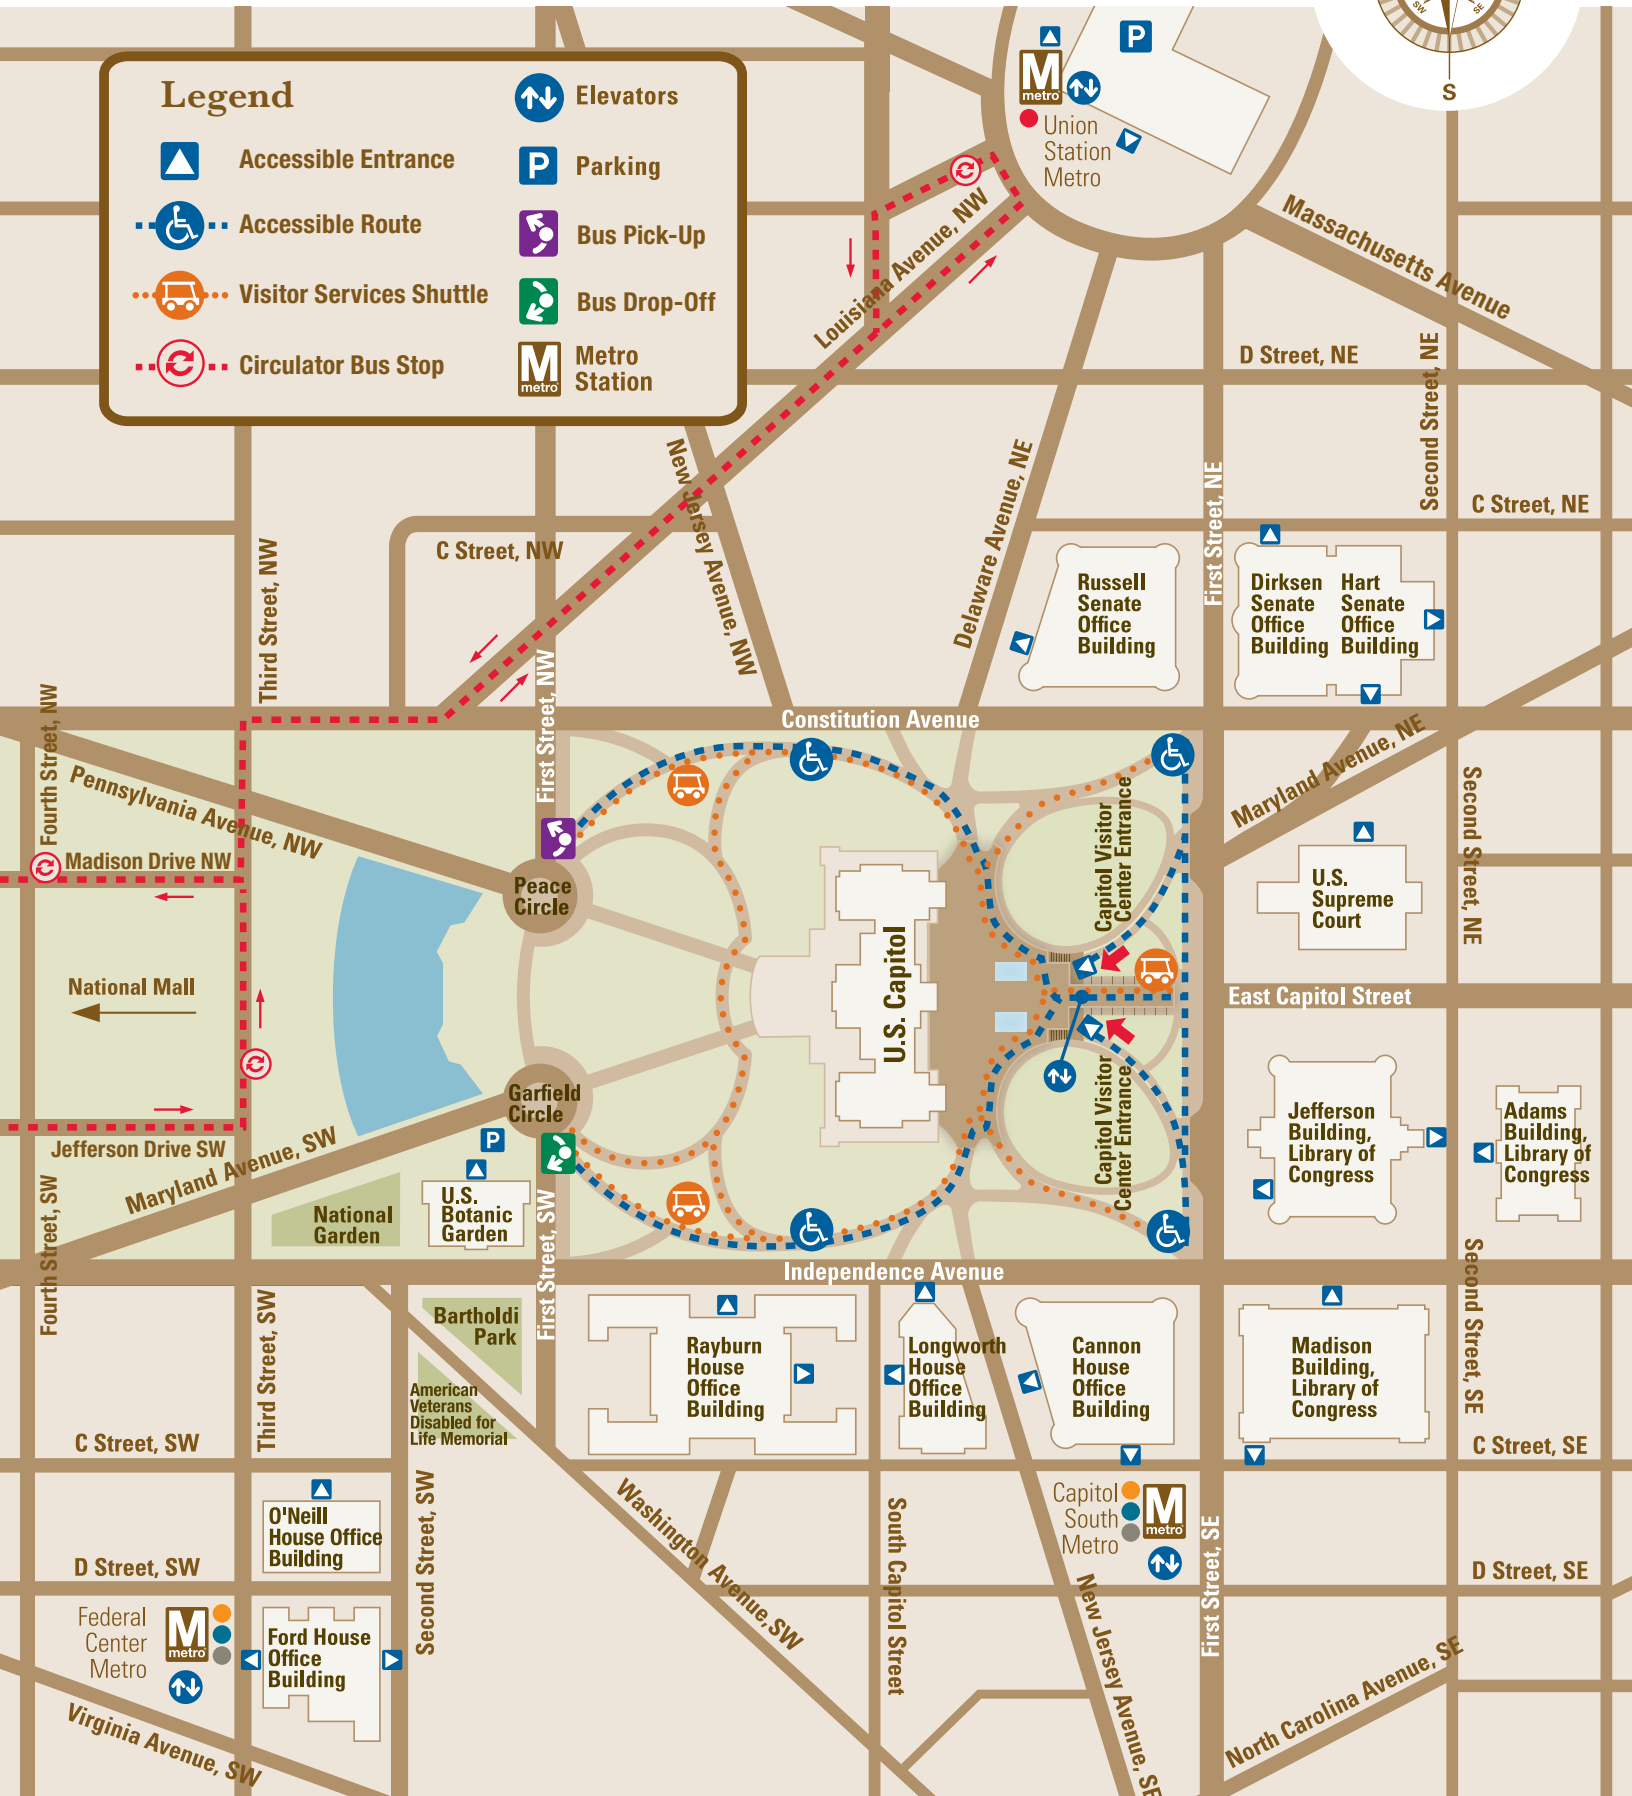 SW
SE
S
Legend
Accessible Entrance
Accessible Route
Visitor Services Shuttle
Circulator Bus Stop
Elevators
P
Parking
Bus Pick-Up
Bus Drop-Off
M
metro
Metro
Station
P
M
metro
Union
Station
Metro
Louisiana Avenue, NW
Massachusetts Avenue
D Street, NE
Second Street, NE
C Street, NE
New Jersey Avenue, NW
Delaware Avenue, NE
First Street, NE
C Street, NW
Third Street, NW
Russell
Senate
Office
Building
Dirksen
Senate
Office
Building
Hart
Senate
Office
Building
Fourth Street, NW
First Street, NW
Constitution Avenue
Pennsylvania Avenue, NW
Maryland Avenue, NE
Second Street, NE
Madison Drive NW
Peace
Circle
Capitol Visitor
Center Entrance
U.S.
Supreme
Court
National Mall
U.S. Capitol
East Capitol Street
Garfield
Circle
Capitol Visitor
Center Entrance
Jefferson
Building,
Library of
Congress
Adams
Building,
Library of
Congress
Jefferson Drive SW
Maryland Avenue, SW
P
U.S.
Botanic
Garden
National
Garden
Fourth Street, SW
First Street, SW
Independence Avenue
Second Street, SE
Third Street, SW
Bartholdi
Park
American
Veterans
Disabled for
Life Memorial
Rayburn
House
Office
Building
Longworth
House
Office
Building
Cannon
House
Office
Building
Madison
Building,
Library of
Congress
C Street, SW
C Street, SE
O'Neill
House Office
Building
Second Street, SW
Washington Avenue, SW
South Capitol Street
Capitol
South
Metro
M
metro
First Street, SE
D Street, SW
D Street, SE
Federal
Center
Metro
M
metro
Ford House
Office
Building
New Jersey Avenue, SE
North Carolina Avenue, SE
Virginia Avenue, SW